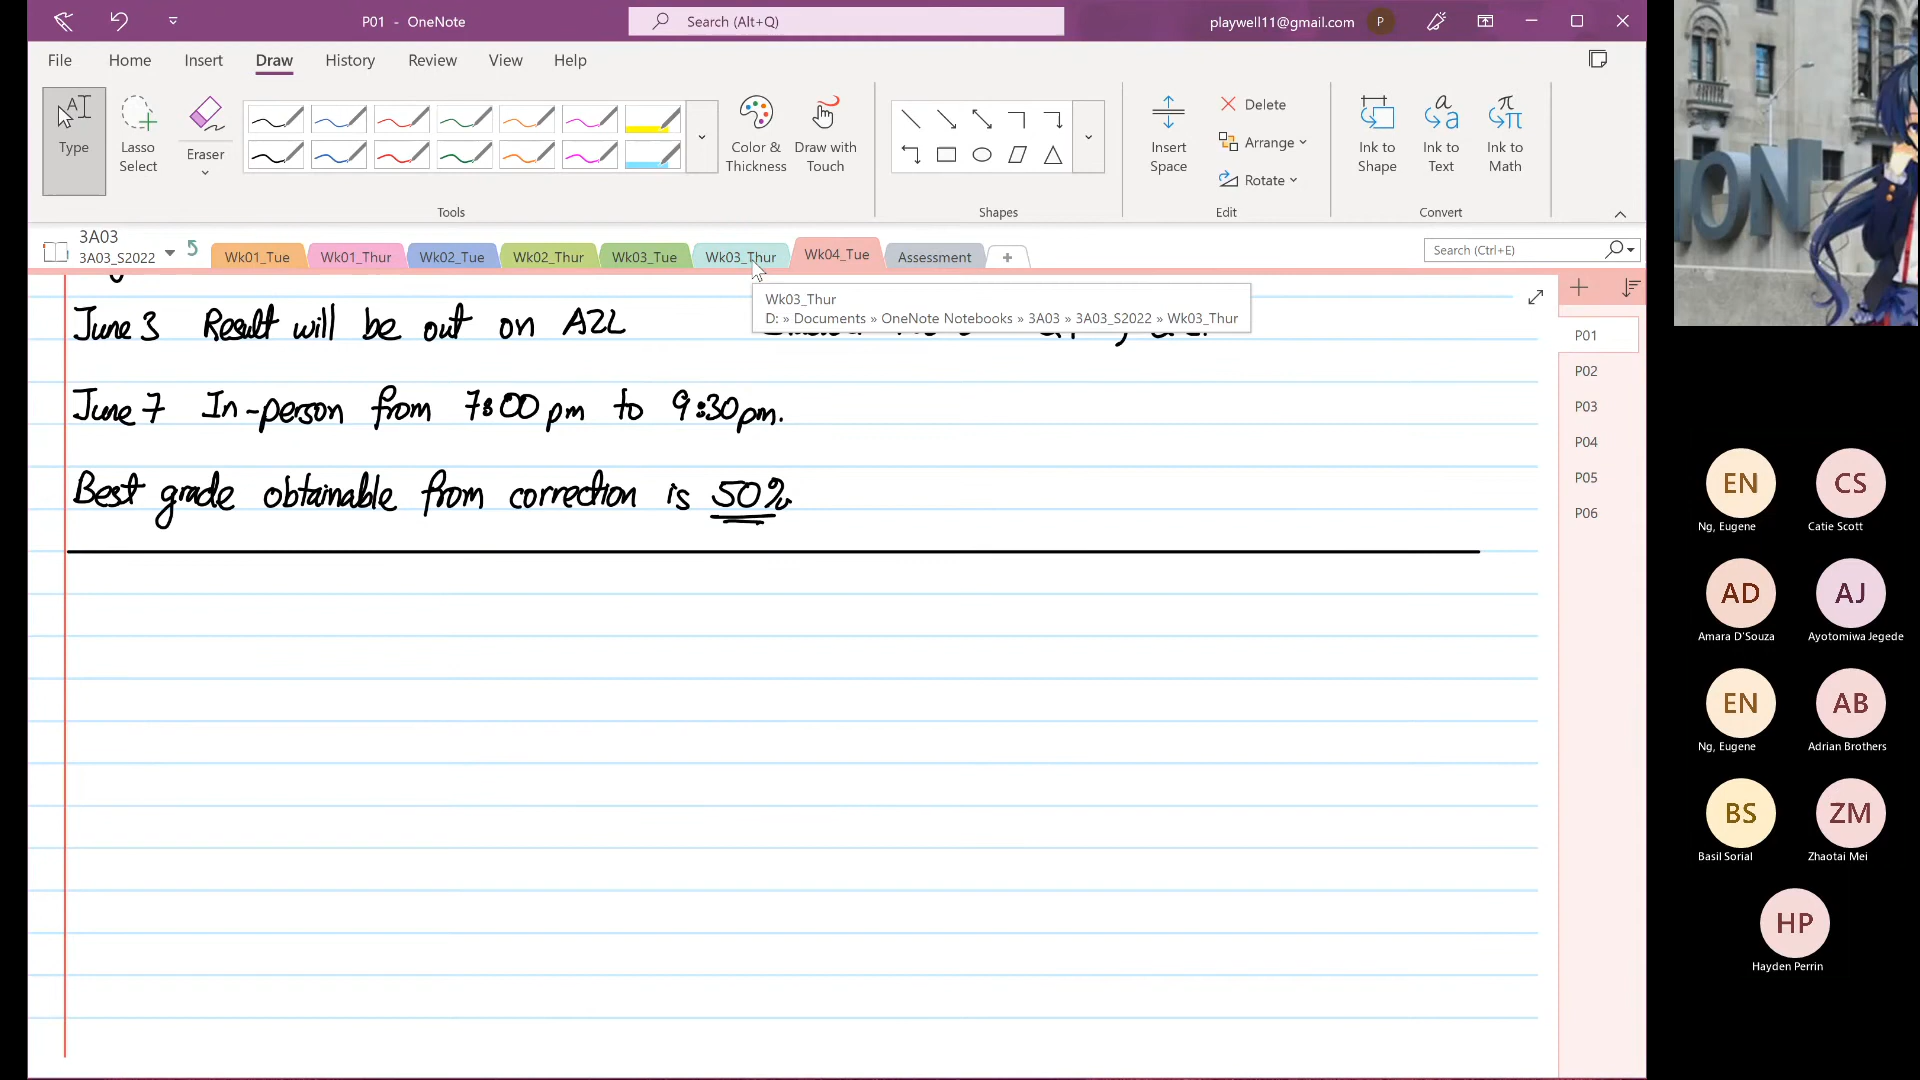 P01 - OneNote
Search (Alt+Q)
playwell11@gmail.com
P
File Home Insert Draw History Review View Help
Type
Lasso Select
Eraser
Color & Thickness
Draw with Touch
Insert Space
Delete
Arrange
Rotate
Ink to Shape
Ink to Text
Ink to Math
Tools
Shapes
Edit
Convert
3A03
3A03_S2022
Wk01_Tue Wk01_Thur Wk02_Tue Wk02_Thur Wk03_Tue Wk03_Thur Wk04_Tue Assessment
Search (Ctrl+E)
Wk03_Thur
D: » Documents » OneNote Notebooks » 3A03 » 3A03_S2022 » Wk03_Thur
June 3 Result will be out on A2L
June 7 In-person from 7:00 pm to 9:30pm.
Best grade obtainable from correction is 50%
P01
P02
P03
P04
P05
P06
ION
EN
Ng, Eugene
CS
Catie Scott
AD
Amara D'Souza
AJ
Ayotomiwa Jegede
EN
Ng, Eugene
AB
Adrian Brothers
BS
Basil Sorial
ZM
Zhaotai Mei
HP
Hayden Perrin